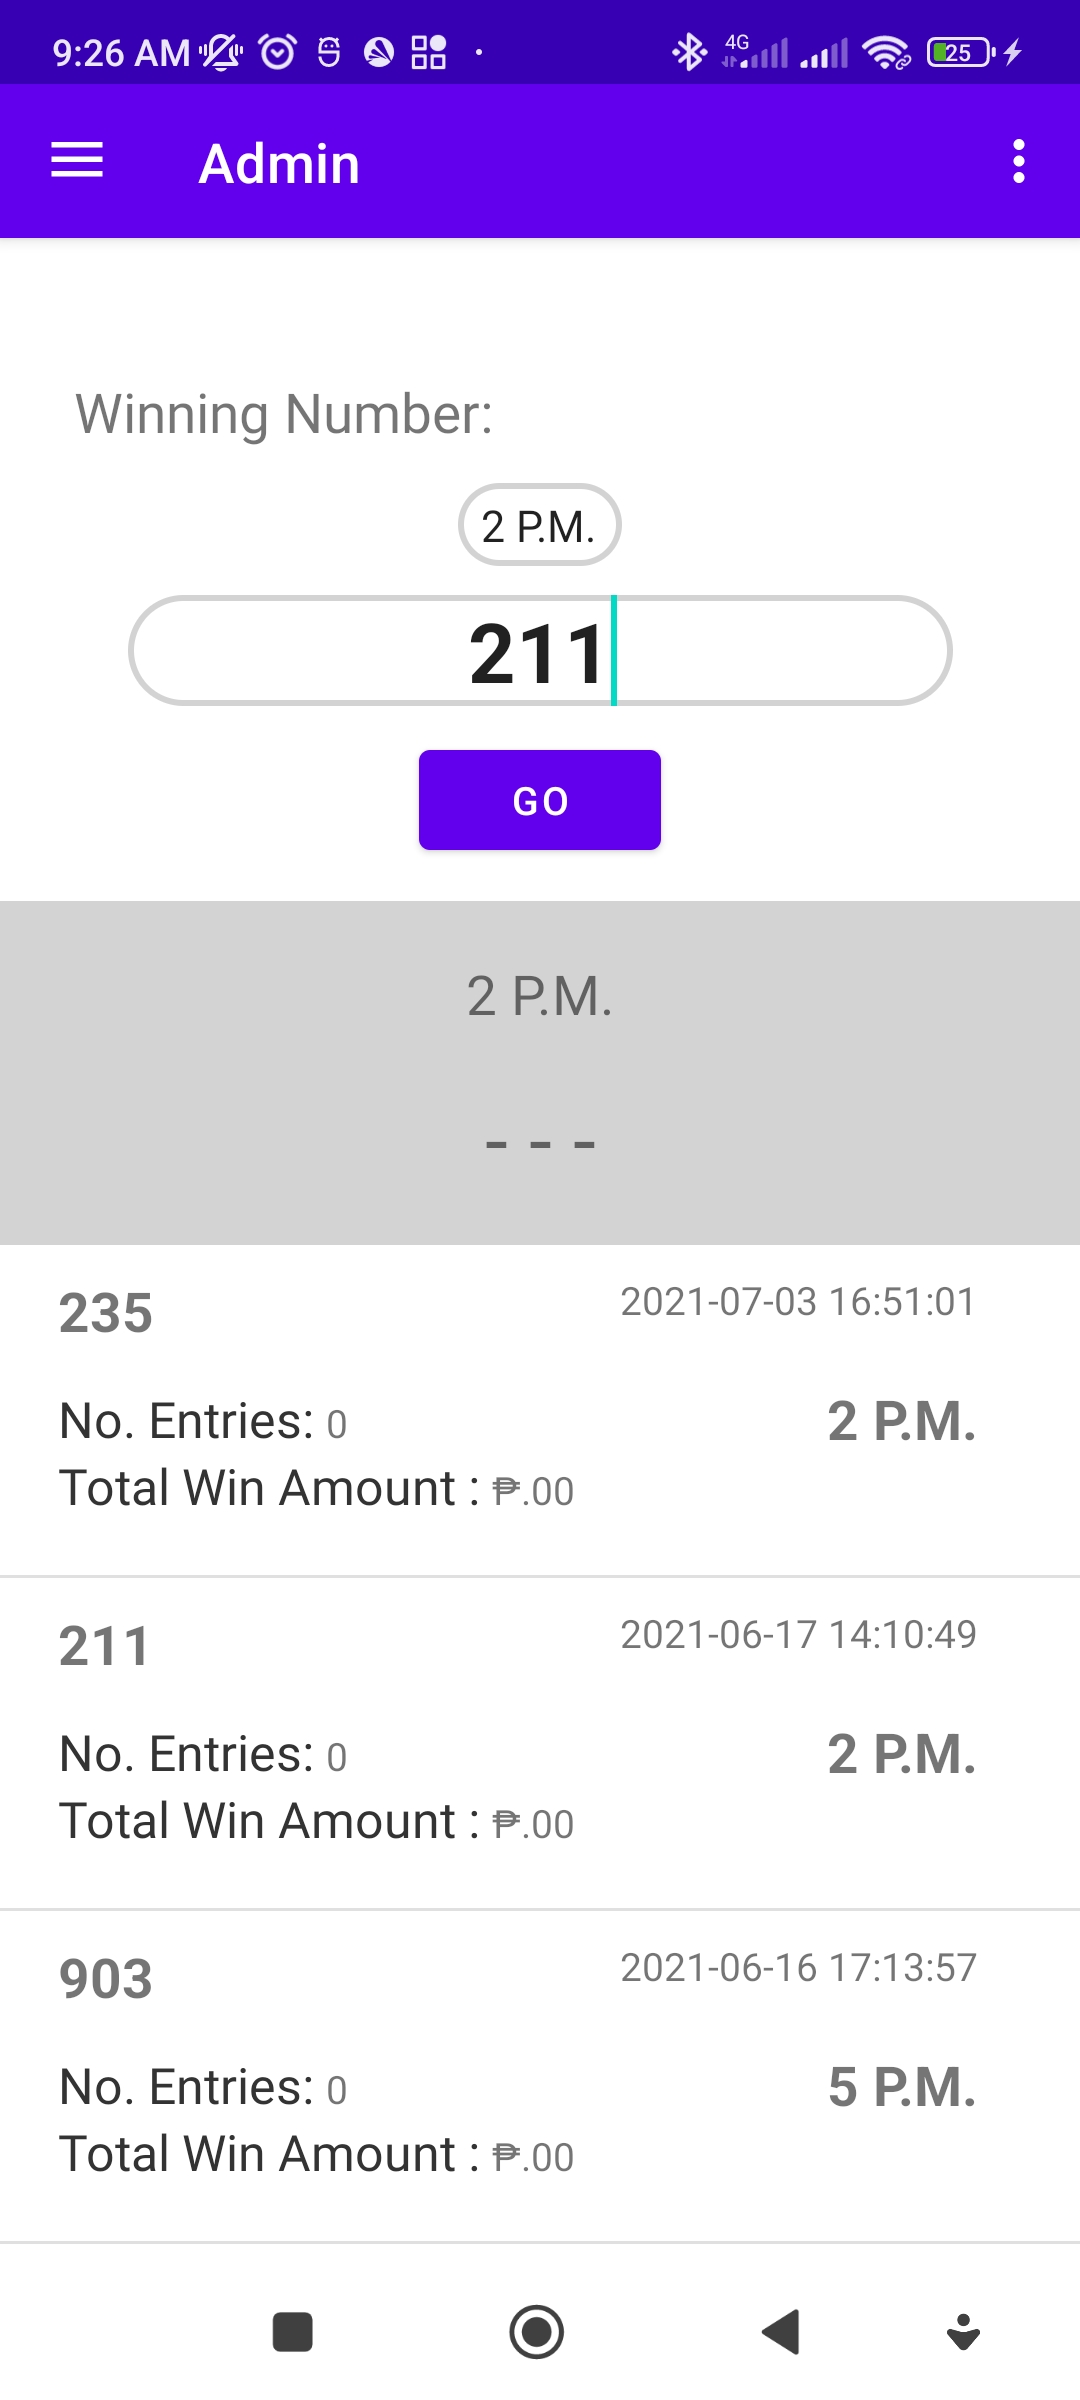 9:26 AM
4G
25
Admin
Winning Number:
2 P.M.
211
GO
2 P.M.
- - -
235
2021-07-03 16:51:01
No. Entries: 0
2 P.M.
Total Win Amount : ₱.00
211
2021-06-17 14:10:49
No. Entries: 0
2 P.M.
Total Win Amount : ₱.00
903
2021-06-16 17:13:57
No. Entries: 0
5 P.M.
Total Win Amount : ₱.00